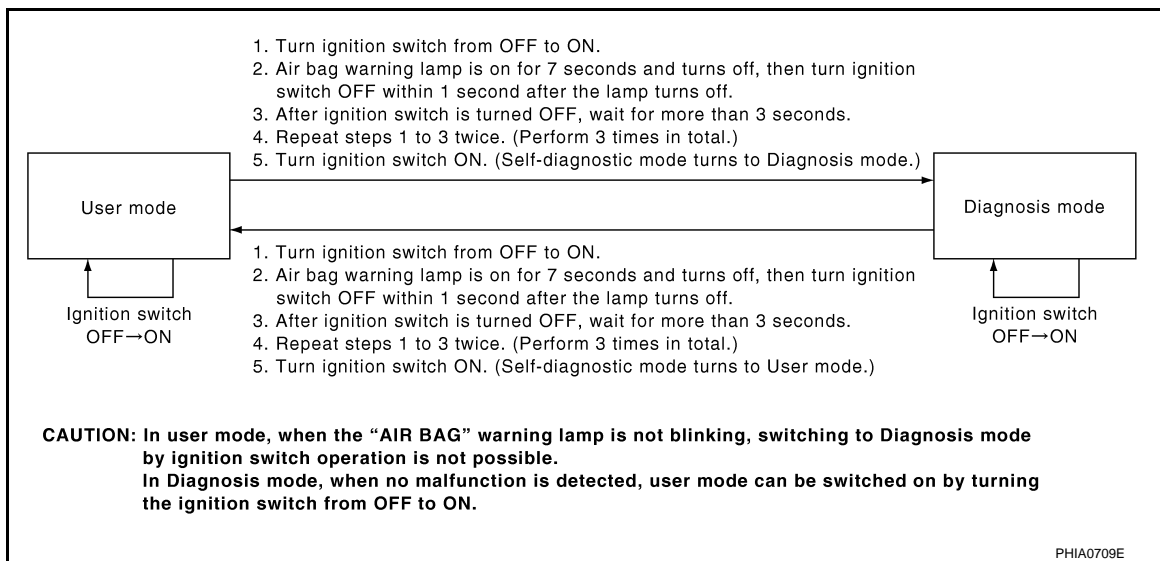 1. Turn ignition switch from OFF to ON.
2. Air bag warning lamp is on for 7 seconds and turns off, then turn ignition
switch OFF within 1 second after the lamp turns off.
3. After ignition switch is turned OFF, wait for more than 3 seconds.
4. Repeat steps 1 to 3 twice. (Perform 3 times in total.)
5. Turn ignition switch ON. (Self-diagnostic mode turns to Diagnosis mode.)
User mode
Diagnosis mode
1. Turn ignition switch from OFF to ON.
2. Air bag warning lamp is on for 7 seconds and turns off, then turn ignition
switch OFF within 1 second after the lamp turns off.
3. After ignition switch is turned OFF, wait for more than 3 seconds.
4. Repeat steps 1 to 3 twice. (Perform 3 times in total.)
5. Turn ignition switch ON. (Self-diagnostic mode turns to User mode.)
Ignition switch
OFF→ON
Ignition switch
OFF→ON
CAUTION: In user mode, when the “AIR BAG” warning lamp is not blinking, switching to Diagnosis mode
by ignition switch operation is not possible.
In Diagnosis mode, when no malfunction is detected, user mode can be switched on by turning
the ignition switch from OFF to ON.
PHIA0709E